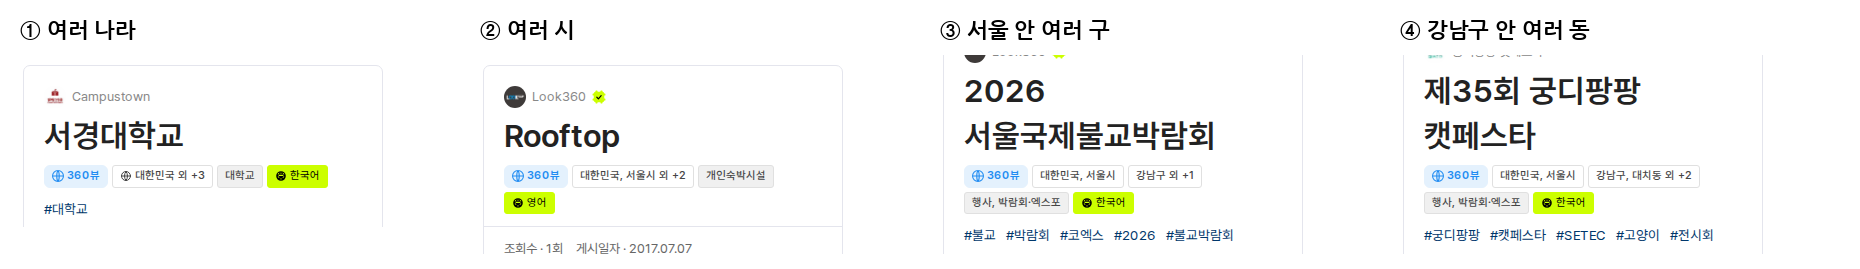 ① 여러 나라
Campustown
서경대학교
360뷰 대한민국 외 +3 대학교 한국어
#대학교
② 여러 시
Look360
Rooftop
360뷰 대한민국, 서울시 외 +2 개인숙박시설
영어
조회수 · 1회 게시일자 · 2017.07.07
③ 서울 안 여러 구
2026
서울국제불교박람회
360뷰 대한민국, 서울시 강남구 외 +1
행사, 박람회·엑스포 한국어
#불교 #박람회 #코엑스 #2026 #불교박람회
④ 강남구 안 여러 동
제35회 궁디팡팡
캣페스타
360뷰 대한민국, 서울시 강남구, 대치동 외 +2
행사, 박람회·엑스포 한국어
#궁디팡팡 #캣페스타 #SETEC #고양이 #전시회